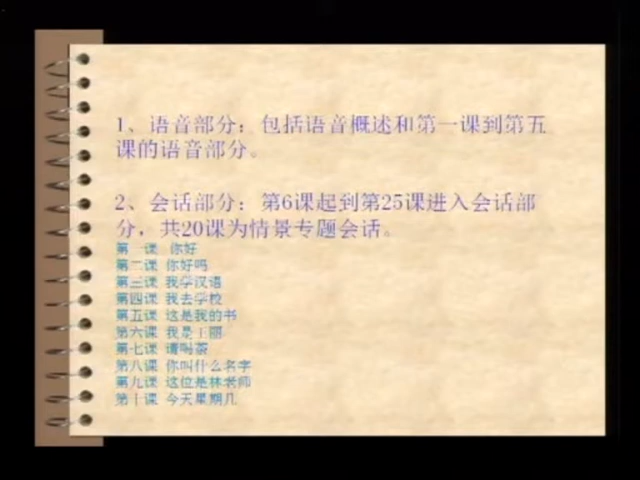 1、语音部分：包括语音概述和第一课到第五
课的语音部分。
2、会话部分：第6课起到第25课进入会话部
分，共20课为情景专题会话。
第一课 你好
第二课 你好吗
第三课 我学汉语
第四课 我去学校
第五课 这是我的书
第六课 我是王丽
第七课 请喝茶
第八课 你叫什么名字
第九课 这位是林老师
第十课 今天星期几